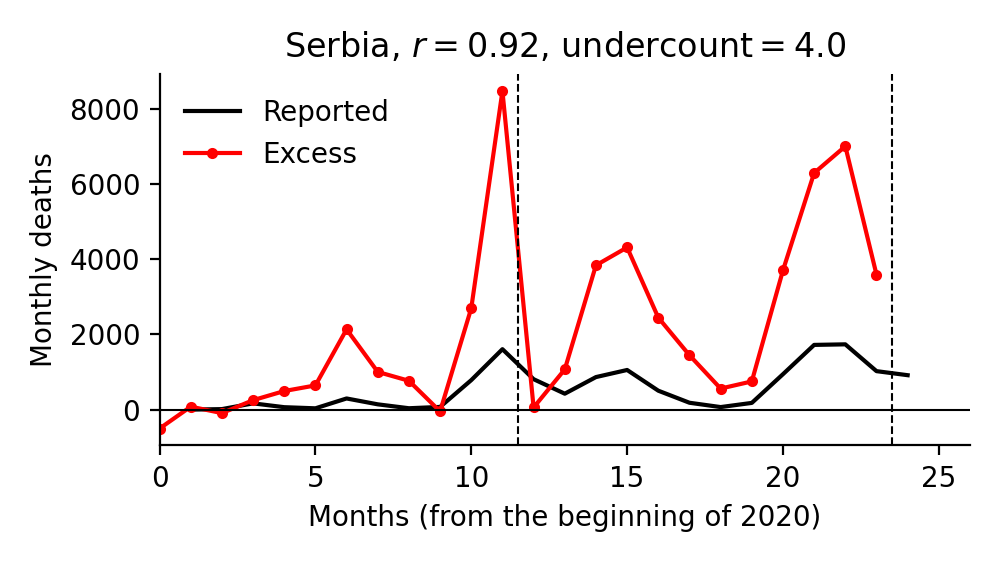 Serbia, r = 0.92, undercount = 4.0
Reported
Excess
8000
6000
4000
2000
0
Monthly deaths
0 5 10 15 20 25
Months (from the beginning of 2020)